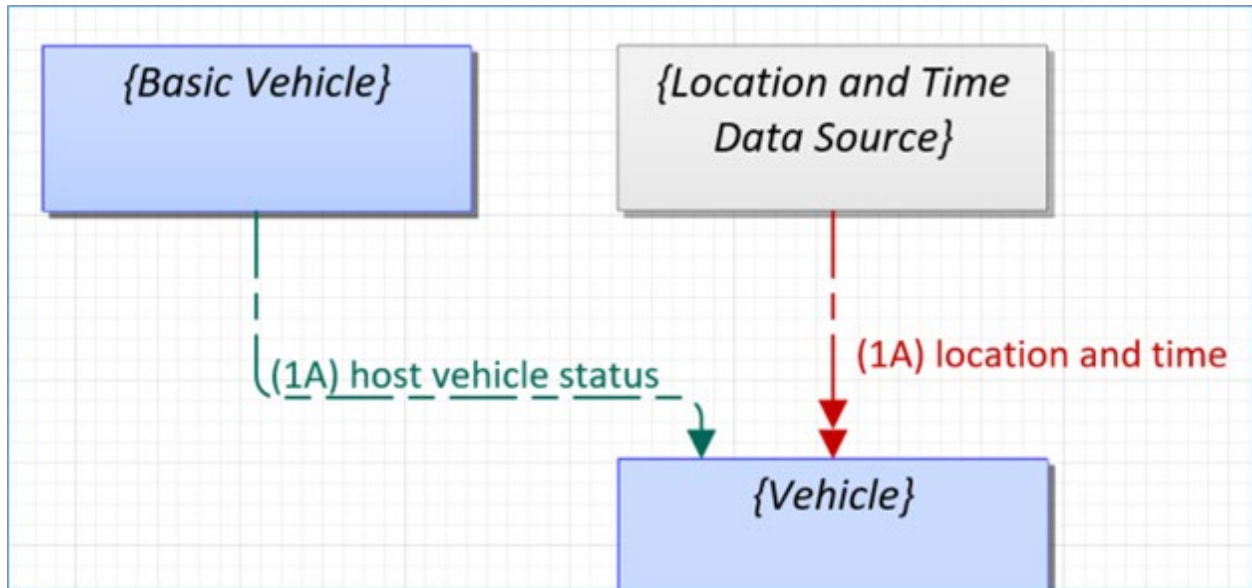 {Basic Vehicle}
{Location and Time
Data Source}
(1A) location and time
(1A) host vehicle status
{Vehicle}